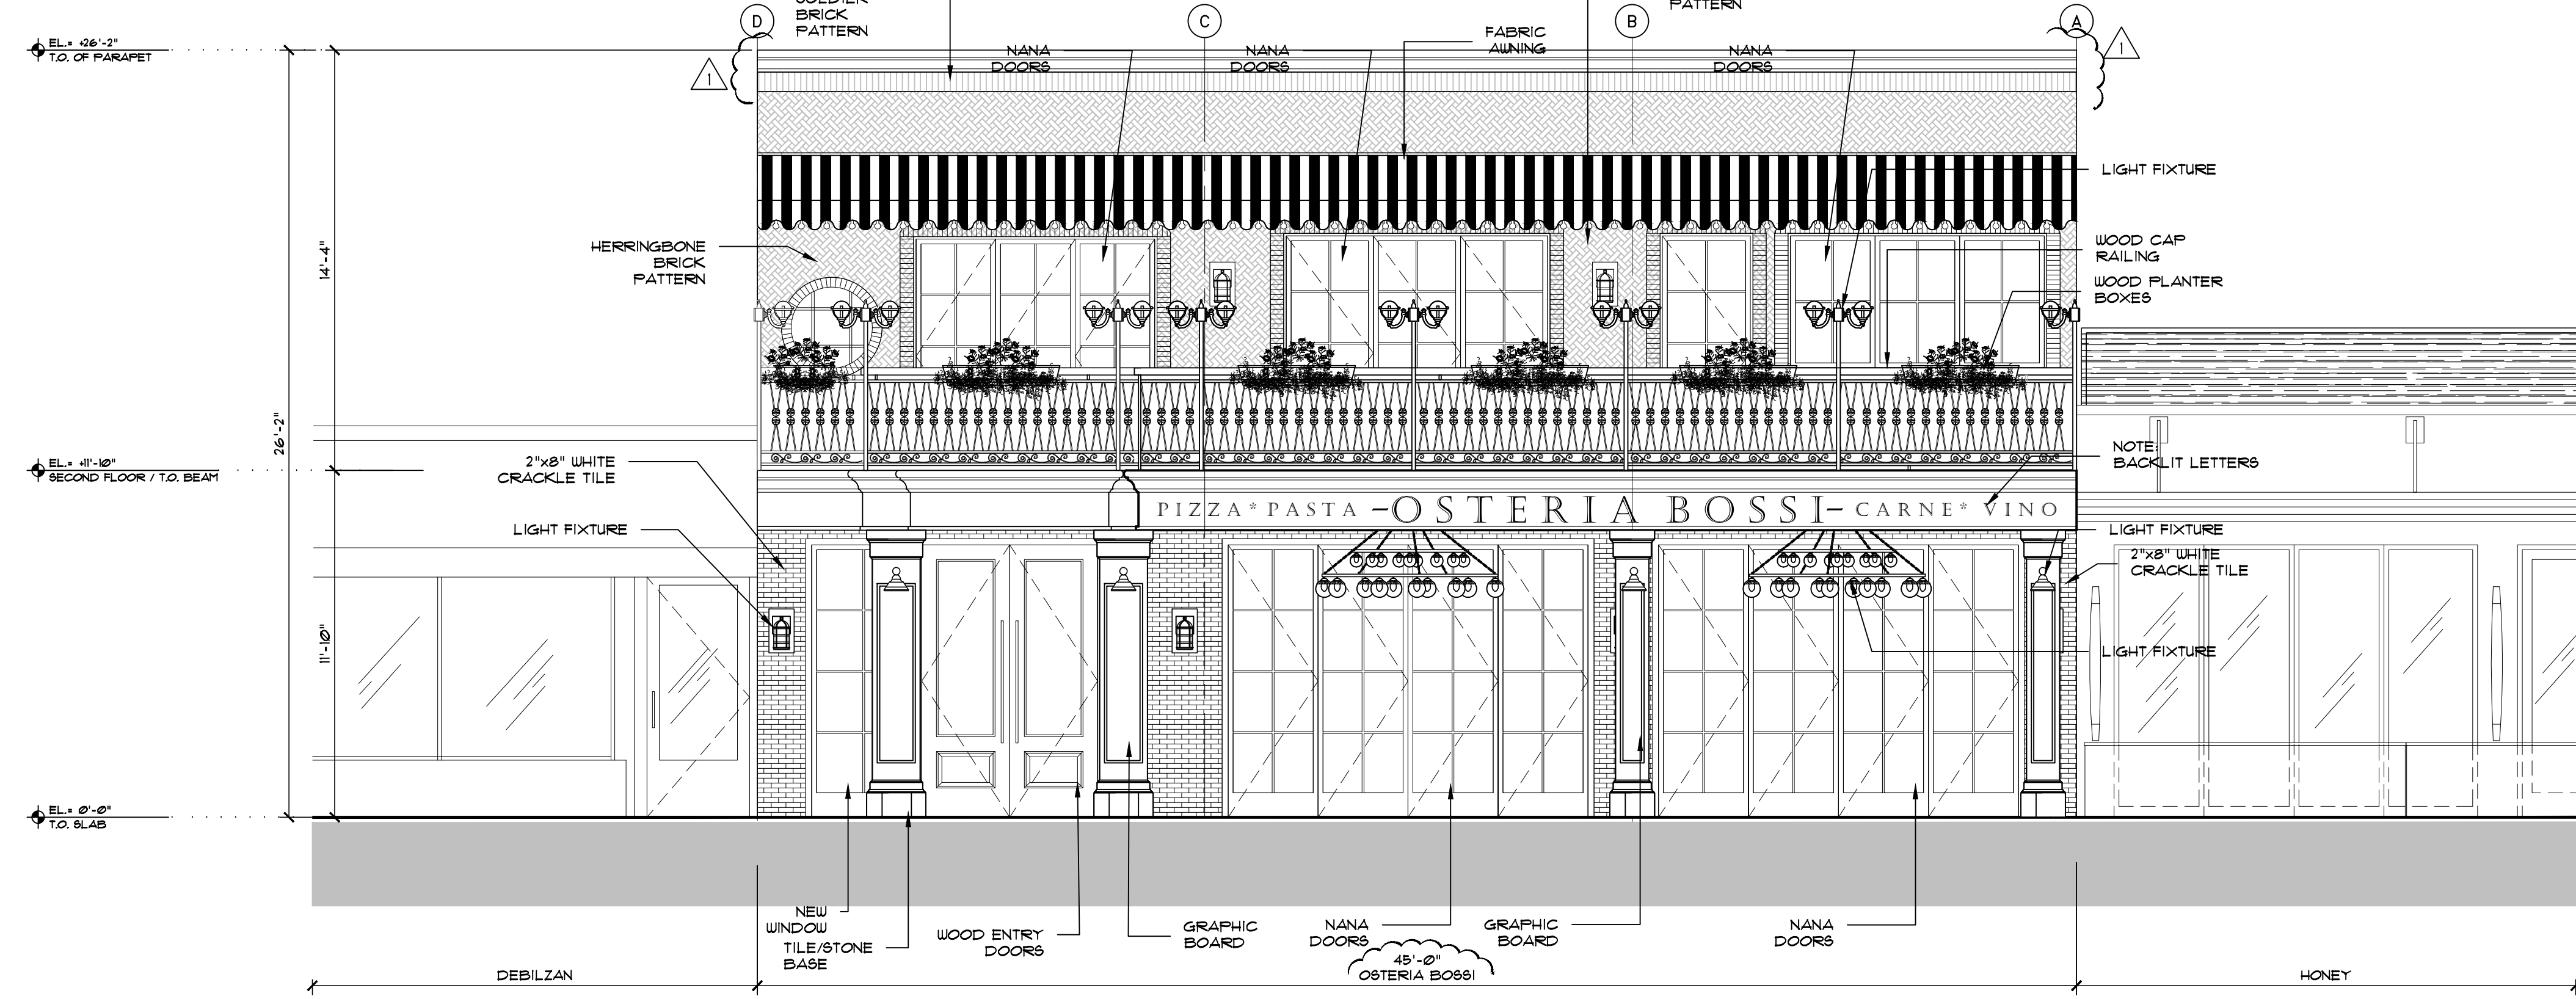 D
SOLDIER
BRICK
PATTERN
C
B
PATTERN
A
EL.= +26'-2"
T.O. OF PARAPET
1
NANA
DOORS
NANA
DOORS
FABRIC
AWNING
NANA
DOORS
1
LIGHT FIXTURE
14'-4"
HERRINGBONE
BRICK
PATTERN
WOOD CAP
RAILING
WOOD PLANTER
BOXES
26'-2"
EL.= +11'-10"
SECOND FLOOR / T.O. BEAM
2"x8" WHITE
CRACKLE TILE
NOTE:
BACKLIT LETTERS
PIZZA*PASTA -OSTERIA BOSSI- CARNE* VINO
LIGHT FIXTURE
LIGHT FIXTURE
2"x8" WHITE
CRACKLE TILE
11'-10"
LIGHT FIXTURE
EL.= 0'-0"
T.O. SLAB
NEW
WINDOW
TILE/STONE
BASE
WOOD ENTRY
DOORS
GRAPHIC
BOARD
NANA
DOORS
GRAPHIC
BOARD
NANA
DOORS
DEBILZAN
45'-0"
OSTERIA BOSSI
HONEY